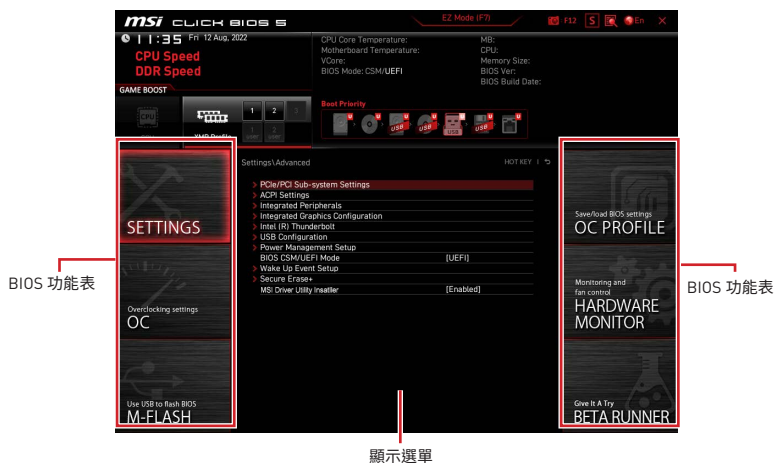 msi CLICK BIOS 5
EZ Mode (F7)
F12 S En X
11:35 Fri 12 Aug, 2022
CPU Speed
DDR Speed
CPU Core Temperature:
Motherboard Temperature:
VCore:
BIOS Mode: CSM/UEFI
MB:
CPU:
Memory Size:
BIOS Ver:
BIOS Build Date:
GAME BOOST
CPU
1 2 3
1 user 2 user
XMP Profile
Boot Priority
U U U U U U U
USB USB USB
Settings\Advanced
HOT KEY
PCIe/PCI Sub-system Settings
ACPI Settings
Integrated Peripherals
Integrated Graphics Configuration
Intel (R) Thunderbolt
USB Configuration
Power Management Setup
BIOS CSM/UEFI Mode [UEFI]
Wake Up Event Setup
Secure Erase+
MSI Driver Utility Insatller [Enabled]
SETTINGS
Overclocking settings
OC
Use USB to flash BIOS
M-FLASH
Save/load BIOS settings
OC PROFILE
Monitoring and
fan control
HARDWARE
MONITOR
Give It A Try
BETA RUNNER
BIOS 功能表
BIOS 功能表
顯示選單